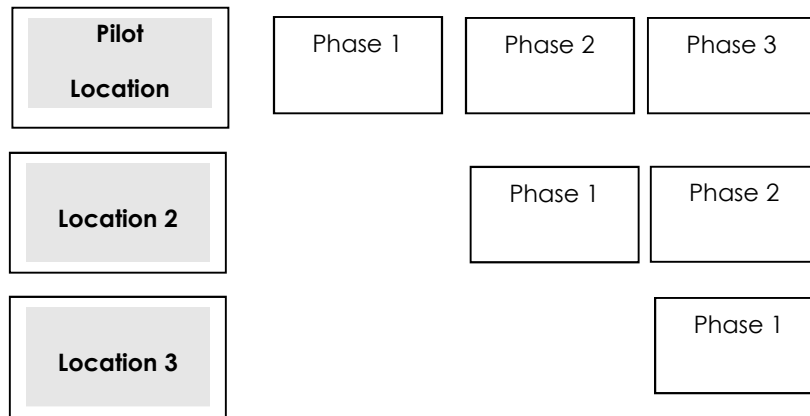 Pilot
Location
Phase 1
Phase 2
Phase 3
Location 2
Phase 1
Phase 2
Location 3
Phase 1